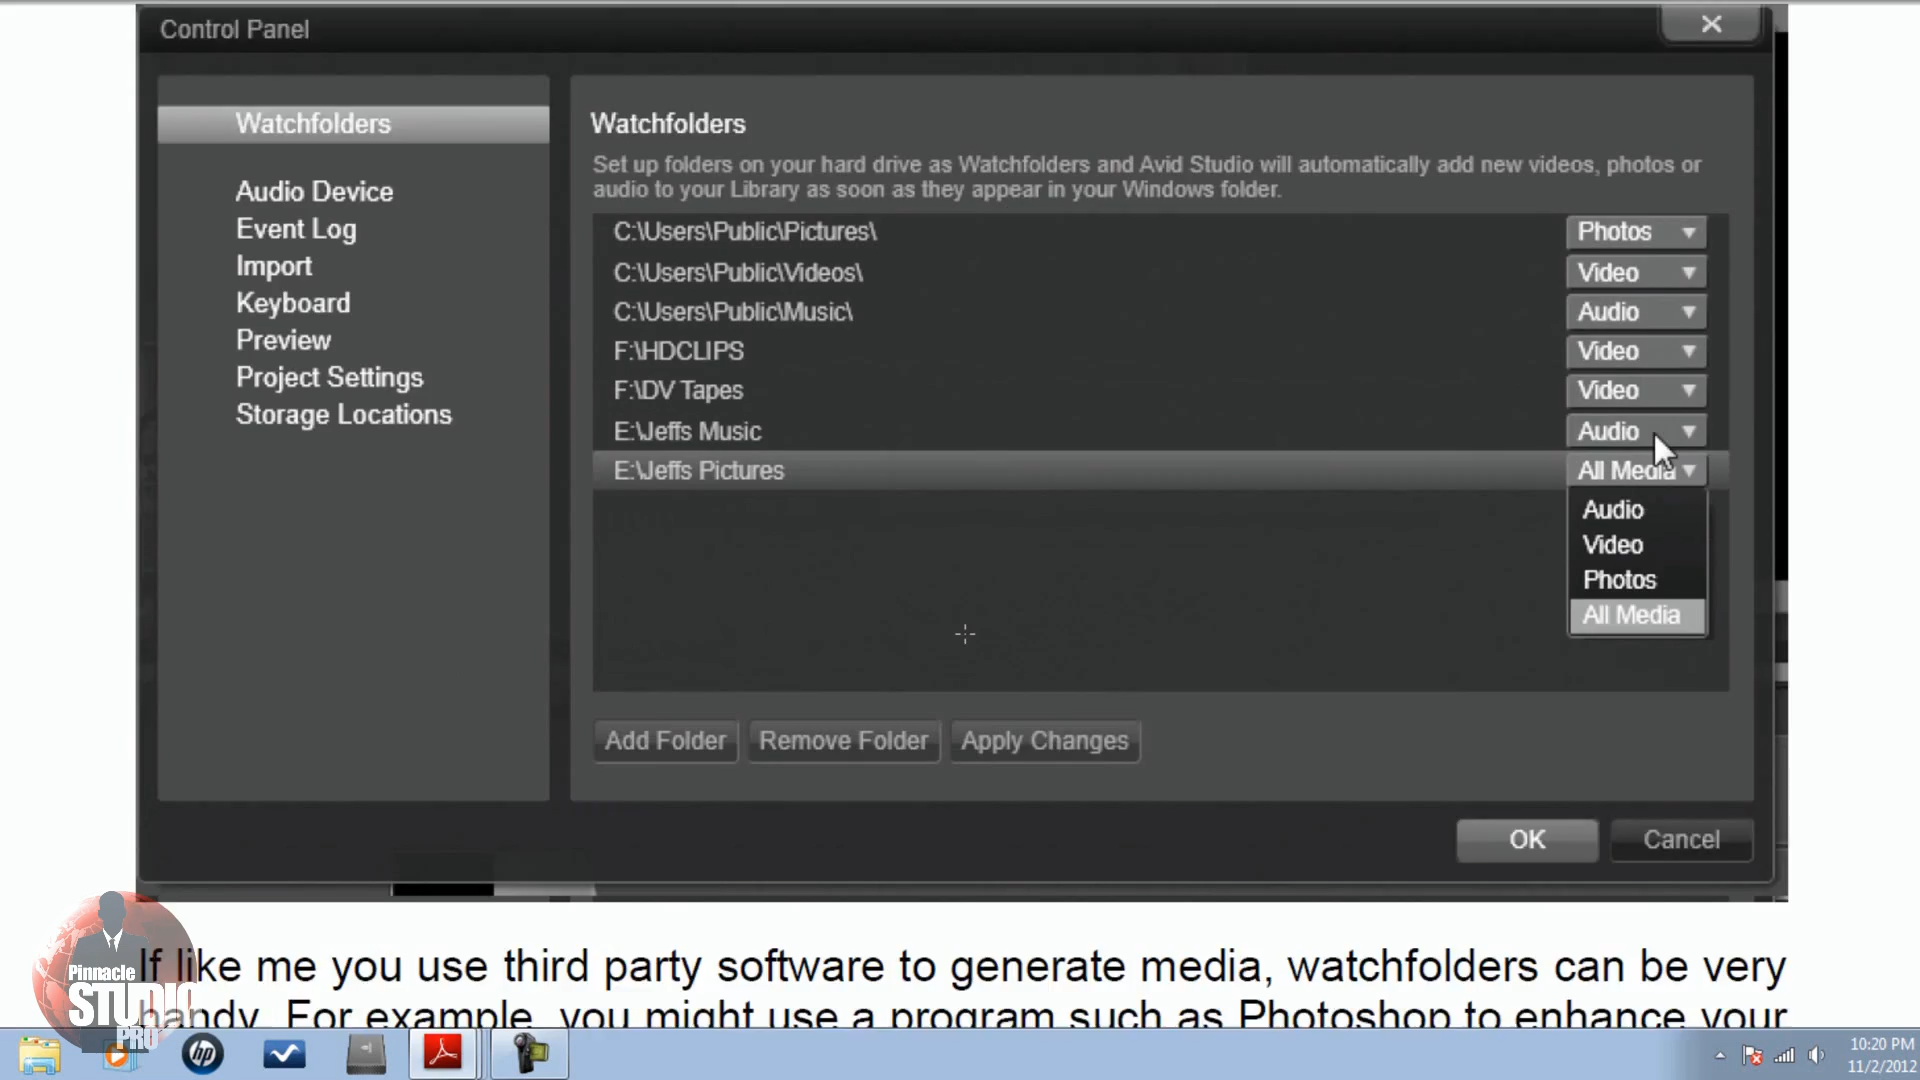 Control Panel
Watchfolders
Audio Device
Event Log
Import
Keyboard
Preview
Project Settings
Storage Locations
Watchfolders
Set up folders on your hard drive as Watchfolders and Avid Studio will automatically add new videos, photos or
audio to your Library as soon as they appear in your Windows folder.
C:\Users\Public\Pictures\ Photos
C:\Users\Public\Videos\ Video
C:\Users\Public\Music\ Audio
F:\HDCLIPS Video
F:\DV Tapes Video
E:\Jeffs Music Audio
E:\Jeffs Pictures All Media
Audio
Video
Photos
All Media
Add Folder Remove Folder Apply Changes
OK Cancel
If like me you use third party software to generate media, watchfolders can be very
handy. For example, you might use a program such as Photoshop to enhance your
Pinnacle
STUDIO
PRO
hp
10:20 PM
11/2/2012